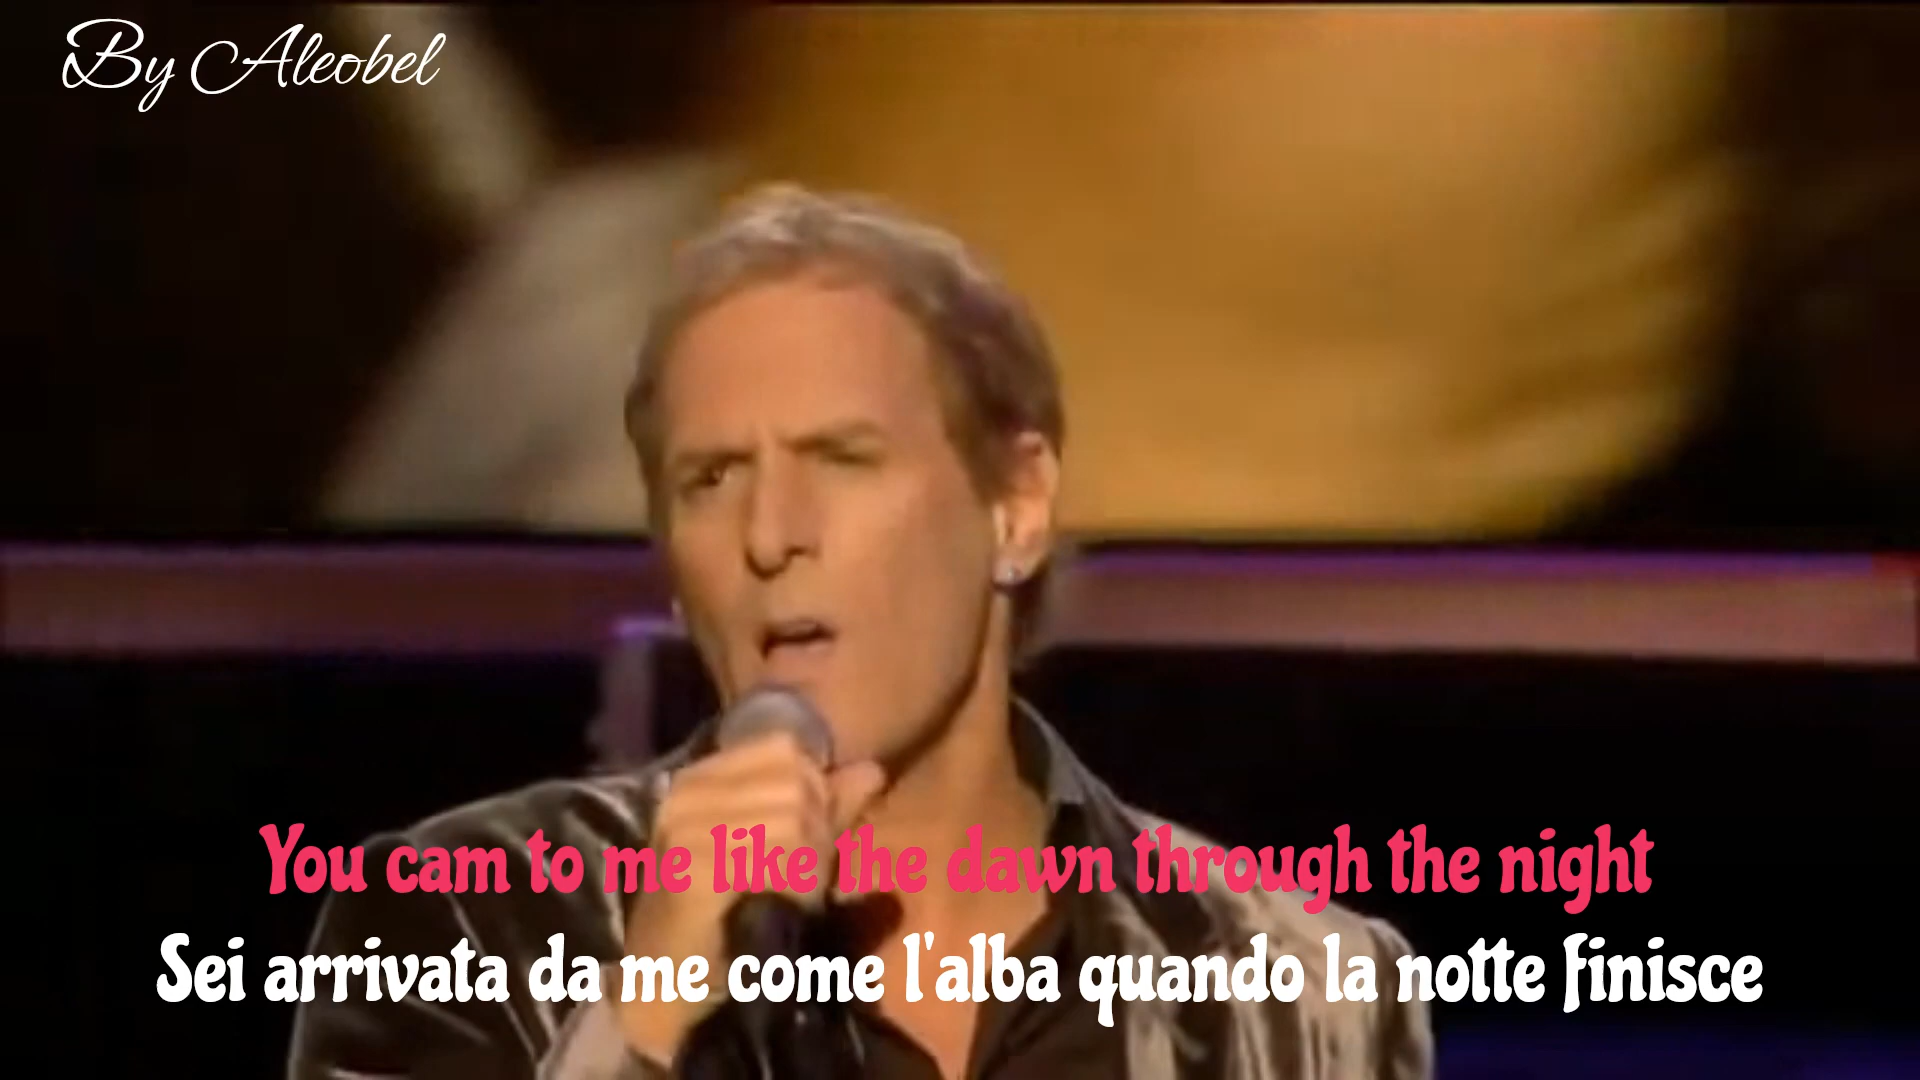 By Aleobel
You cam to me like the dawn through the night
Sei arrivata da me come l'alba quando la notte finisce